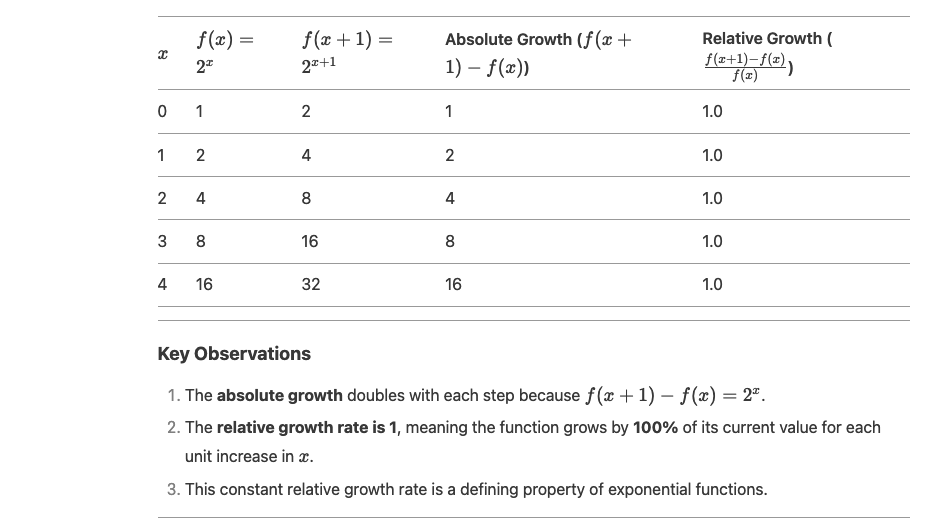 x f(x) = 2ˣ f(x + 1) = 2ˣ⁺¹ Absolute Growth (f(x + 1) − f(x)) Relative Growth ( (f(x+1)−f(x))/f(x) )
0 1 2 1 1.0
1 2 4 2 1.0
2 4 8 4 1.0
3 8 16 8 1.0
4 16 32 16 1.0
Key Observations
1. The absolute growth doubles with each step because f(x + 1) − f(x) = 2ˣ.
2. The relative growth rate is 1, meaning the function grows by 100% of its current value for each
unit increase in x.
3. This constant relative growth rate is a defining property of exponential functions.